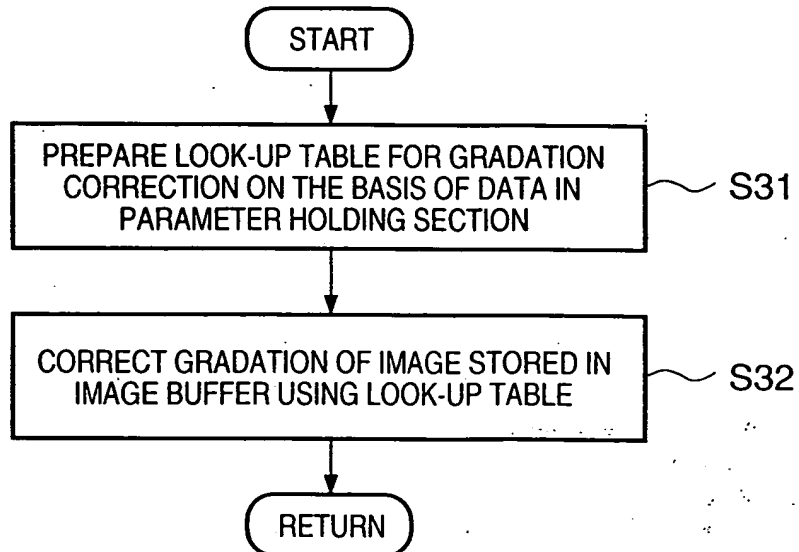 START
PREPARE LOOK-UP TABLE FOR GRADATION
CORRECTION ON THE BASIS OF DATA IN
PARAMETER HOLDING SECTION
S31
CORRECT GRADATION OF IMAGE STORED IN
IMAGE BUFFER USING LOOK-UP TABLE
S32
RETURN